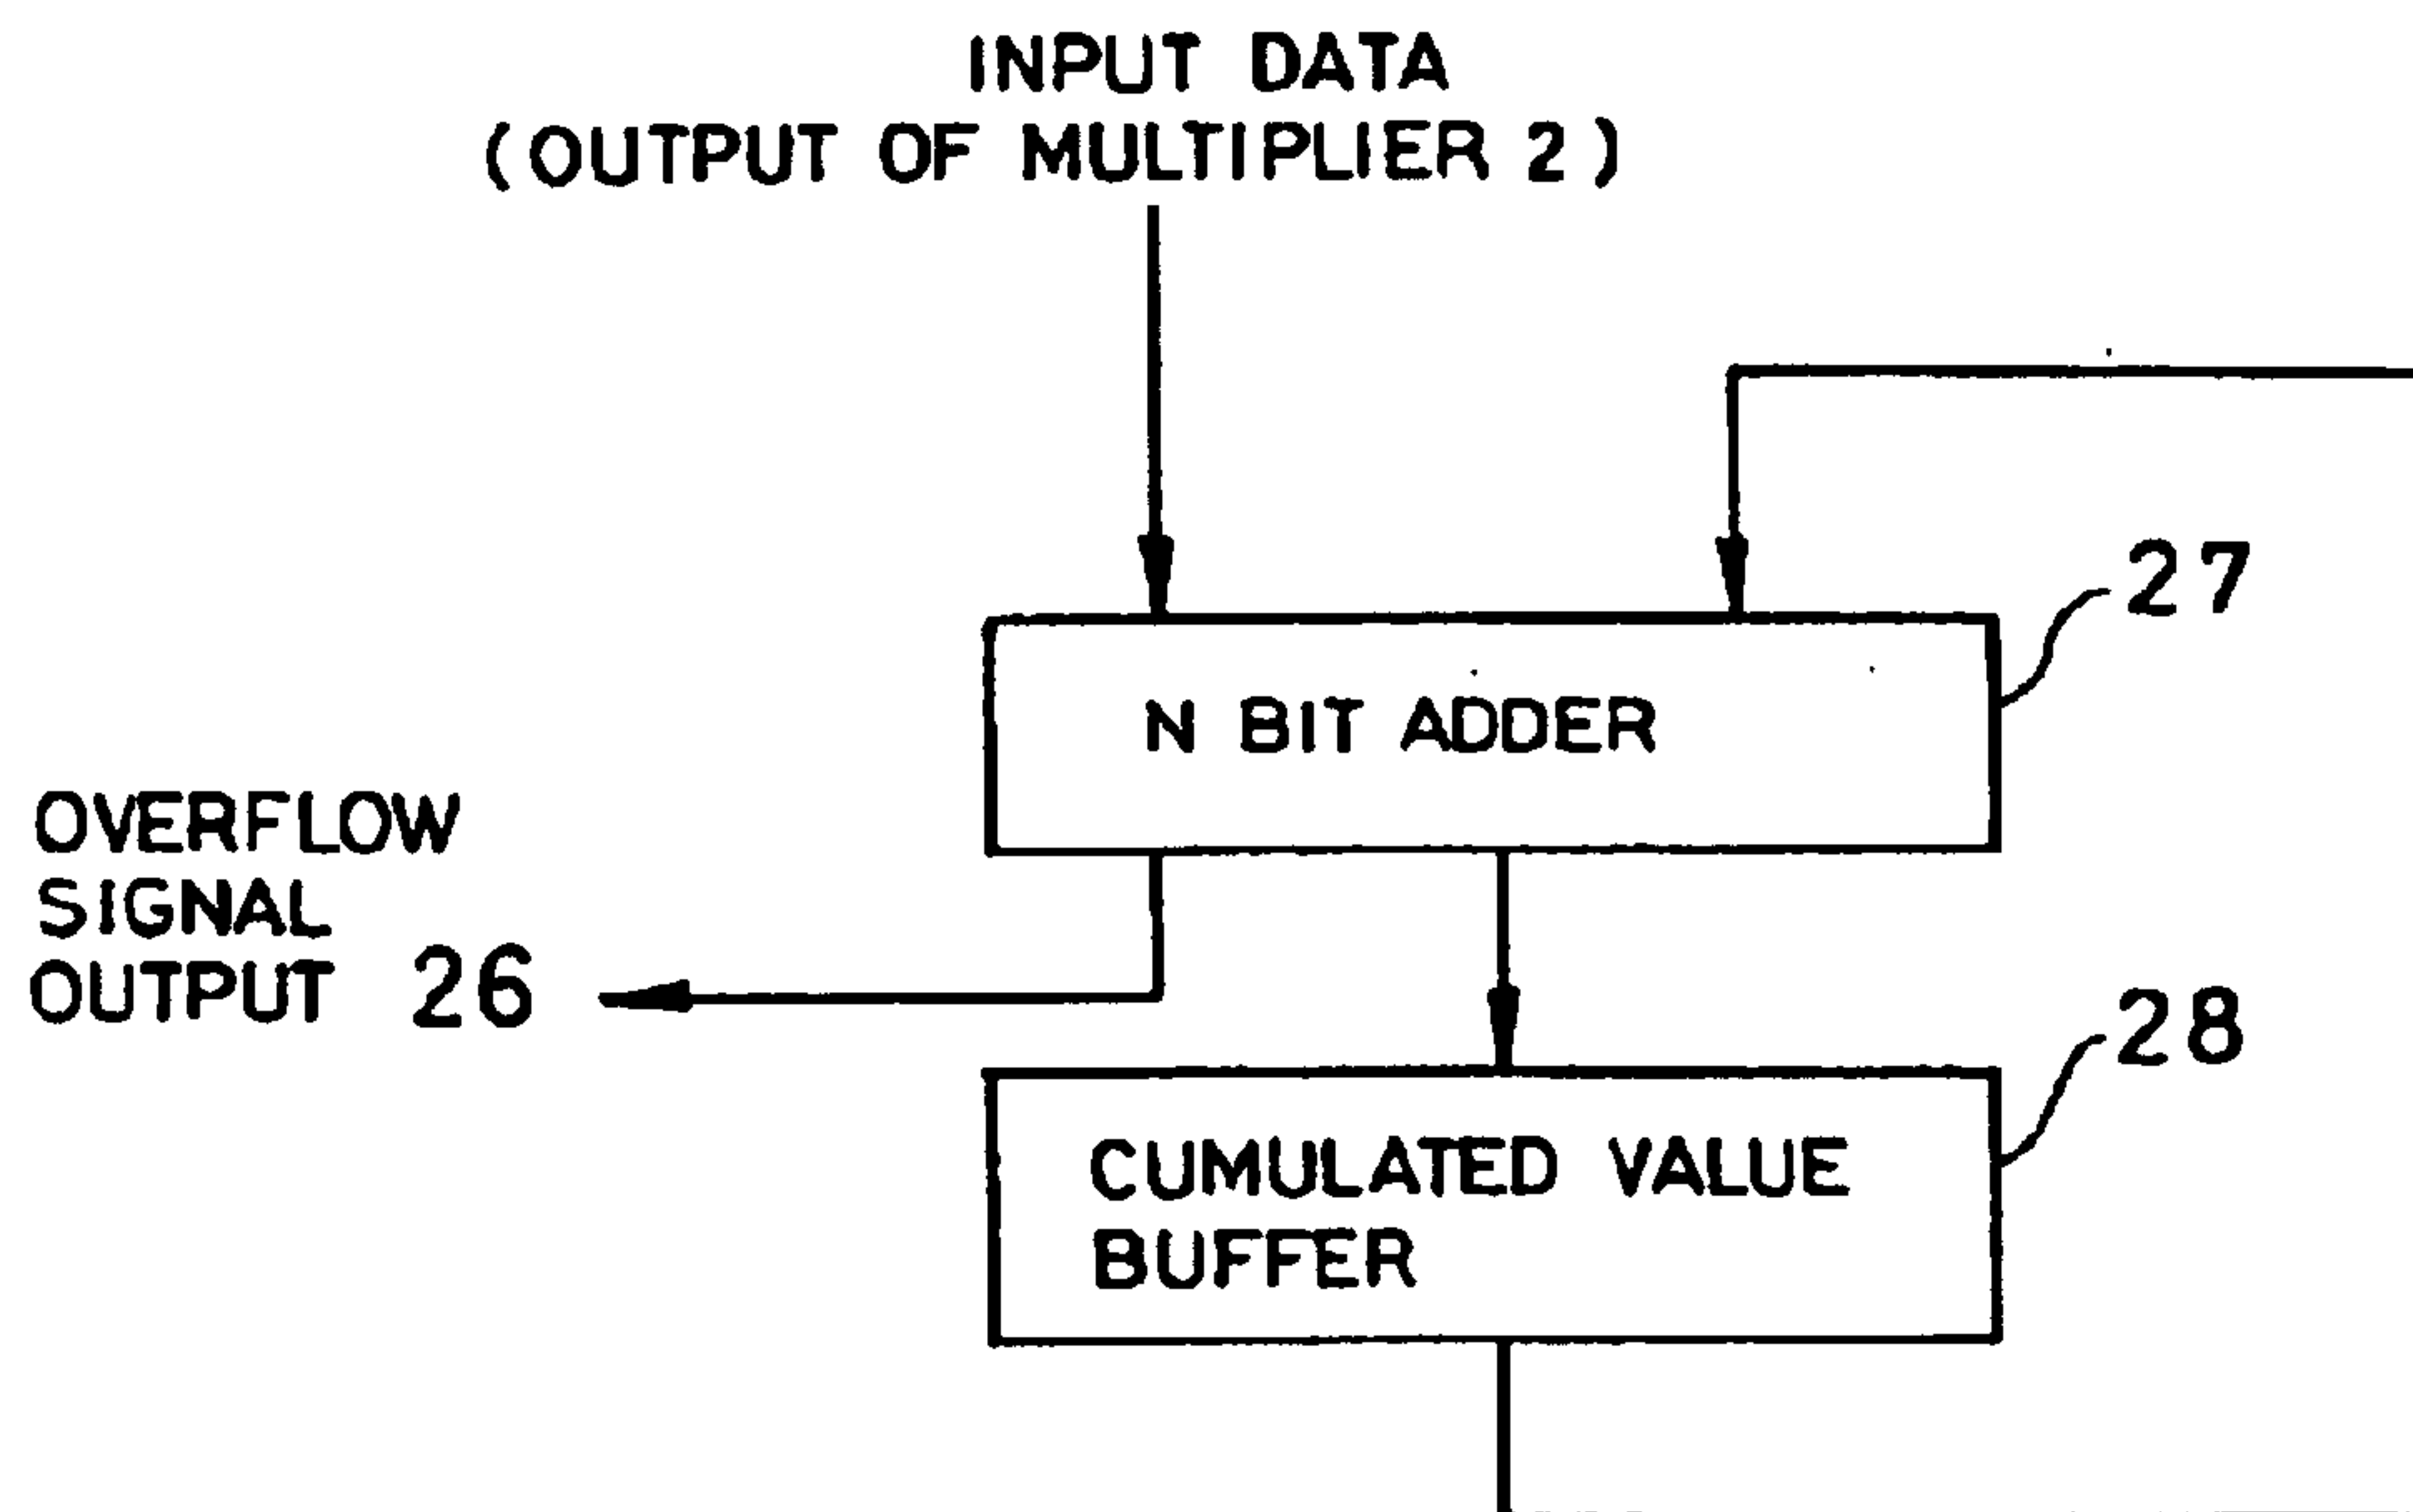 INPUT DATA
(OUTPUT OF MULTIPLIER 2)
27
N BIT ADDER
OVERFLOW
SIGNAL
OUTPUT 26
28
CUMULATED VALUE
BUFFER